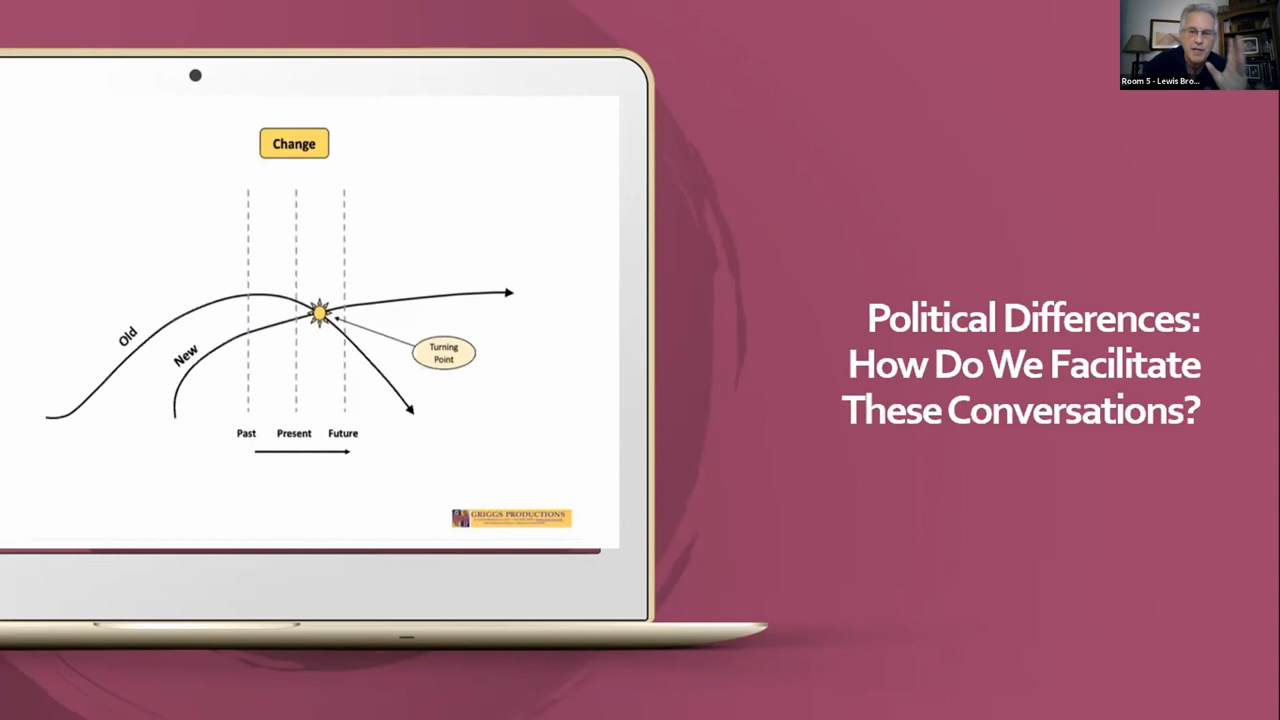 Room 5 - Lewis Bro...
Change
Old
New
Turning
Point
Past Present Future
GRIGGS PRODUCTIONS
Political Differences:
How Do We Facilitate
These Conversations?